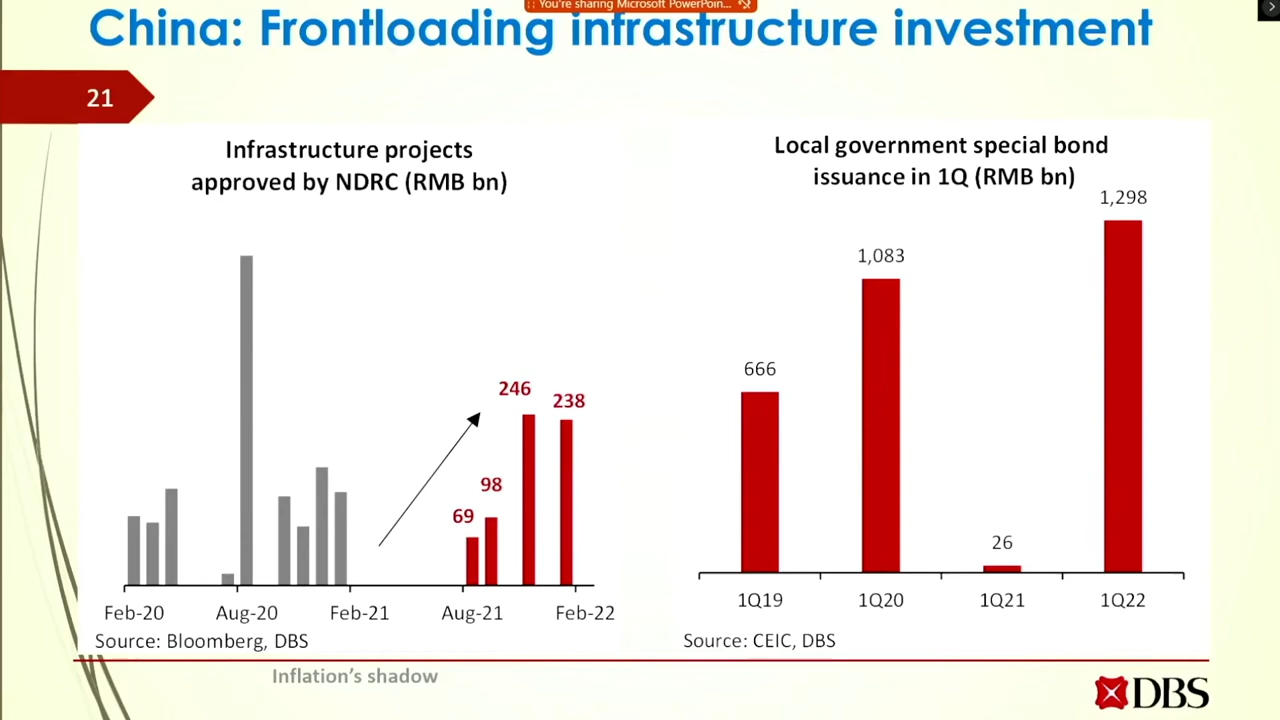 You're sharing Microsoft PowerPoin...
China: Frontloading infrastructure investment
21
Infrastructure projects
approved by NDRC (RMB bn)
246
238
98
69
Feb-20
Aug-20
Feb-21
Aug-21
Feb-22
Source: Bloomberg, DBS
Local government special bond
issuance in 1Q (RMB bn)
1,298
1,083
666
26
1Q19
1Q20
1Q21
1Q22
Source: CEIC, DBS
Inflation's shadow
DBS